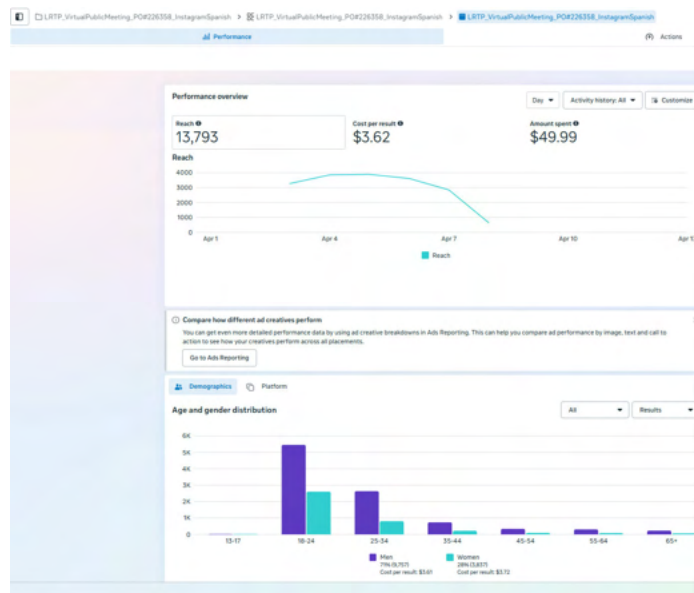 LRTP_VirtualPublicMeeting_PO#226358_InstagramSpanish > LRTP_VirtualPublicMeeting_PO#226358_InstagramSpanish > LRTP_VirtualPublicMeeting_PO#226358_InstagramSpanish
Performance
Actions
Performance overview
Day
Activity history: All
Customize
Reach
Cost per result
Amount spent
13,793
$3.62
$49.99
Reach
4000
3000
2000
1000
0
Apr 1
Apr 4
Apr 7
Apr 10
Reach
Compare how different ad creatives perform
You can get even more detailed performance data by using ad creative breakdowns in Ads Reporting. This can help you compare ad performance by image, text and call to
action to see how your creatives perform across all placements.
Go to Ads Reporting
Demographics
Platform
Age and gender distribution
All
Results
6K
5K
4K
3K
2K
1K
0
13-17
18-24
25-34
35-44
45-54
55-64
65+
Men
Women
71% (9,757)
28% (3,837)
Cost per result: $3.61
Cost per result: $3.72